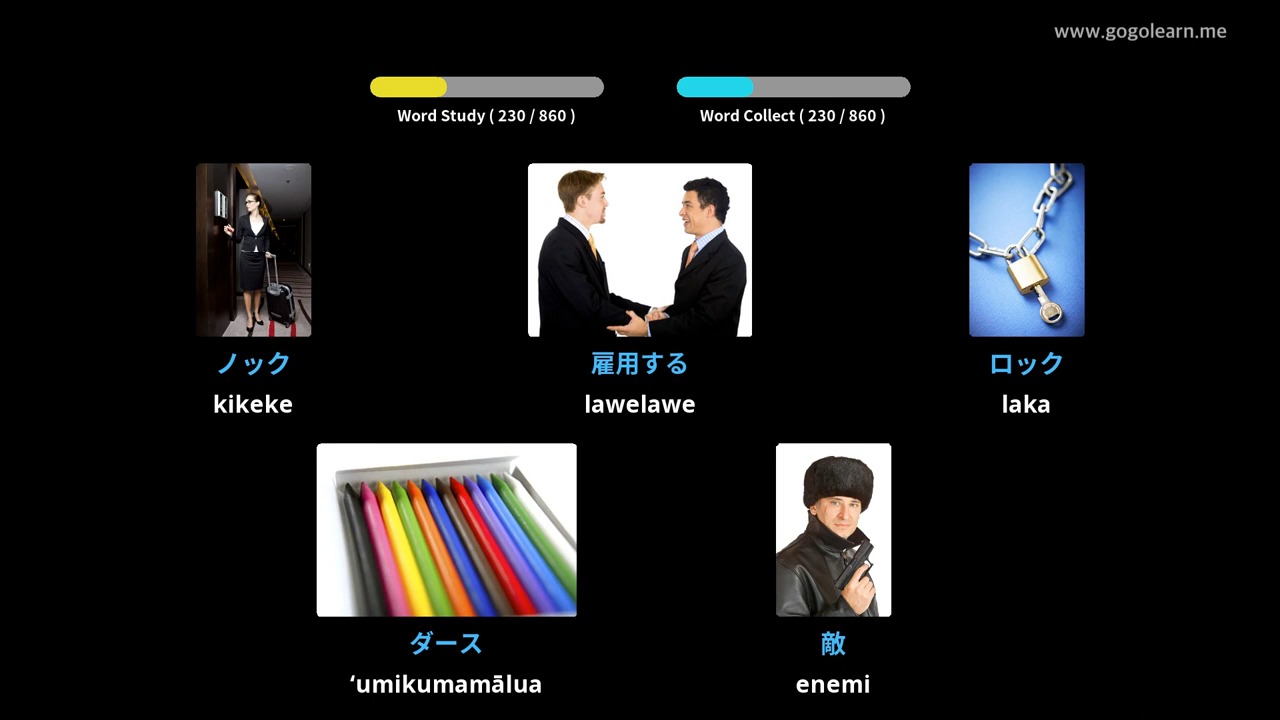 www.gogolearn.me
Word Study ( 230 / 860 )
Word Collect ( 230 / 860 )
ノック
kikeke
雇用する
lawelawe
ロック
laka
ダース
ʻumikumamālua
敵
enemi